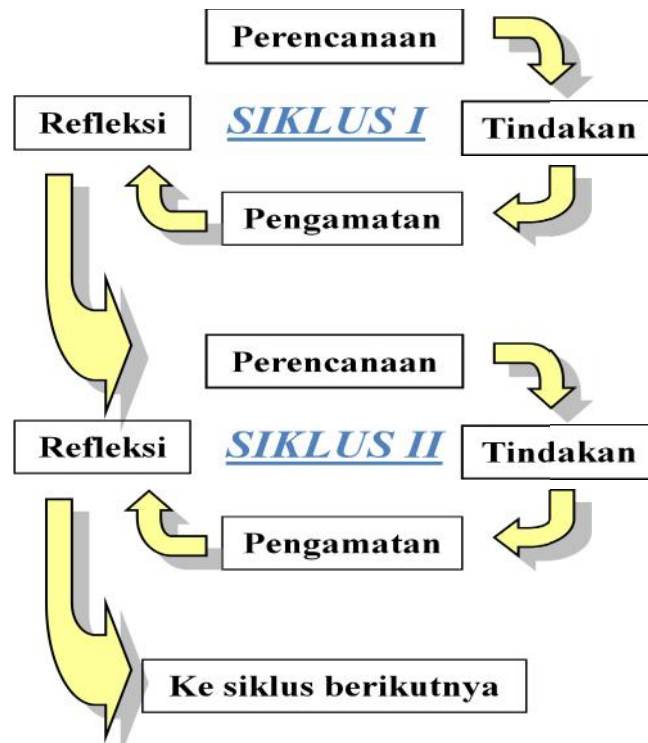 Perencanaan
Refleksi
SIKLUS I
Tindakan
Pengamatan
Perencanaan
Refleksi
SIKLUS II
Tindakan
Pengamatan
Ke siklus berikutnya